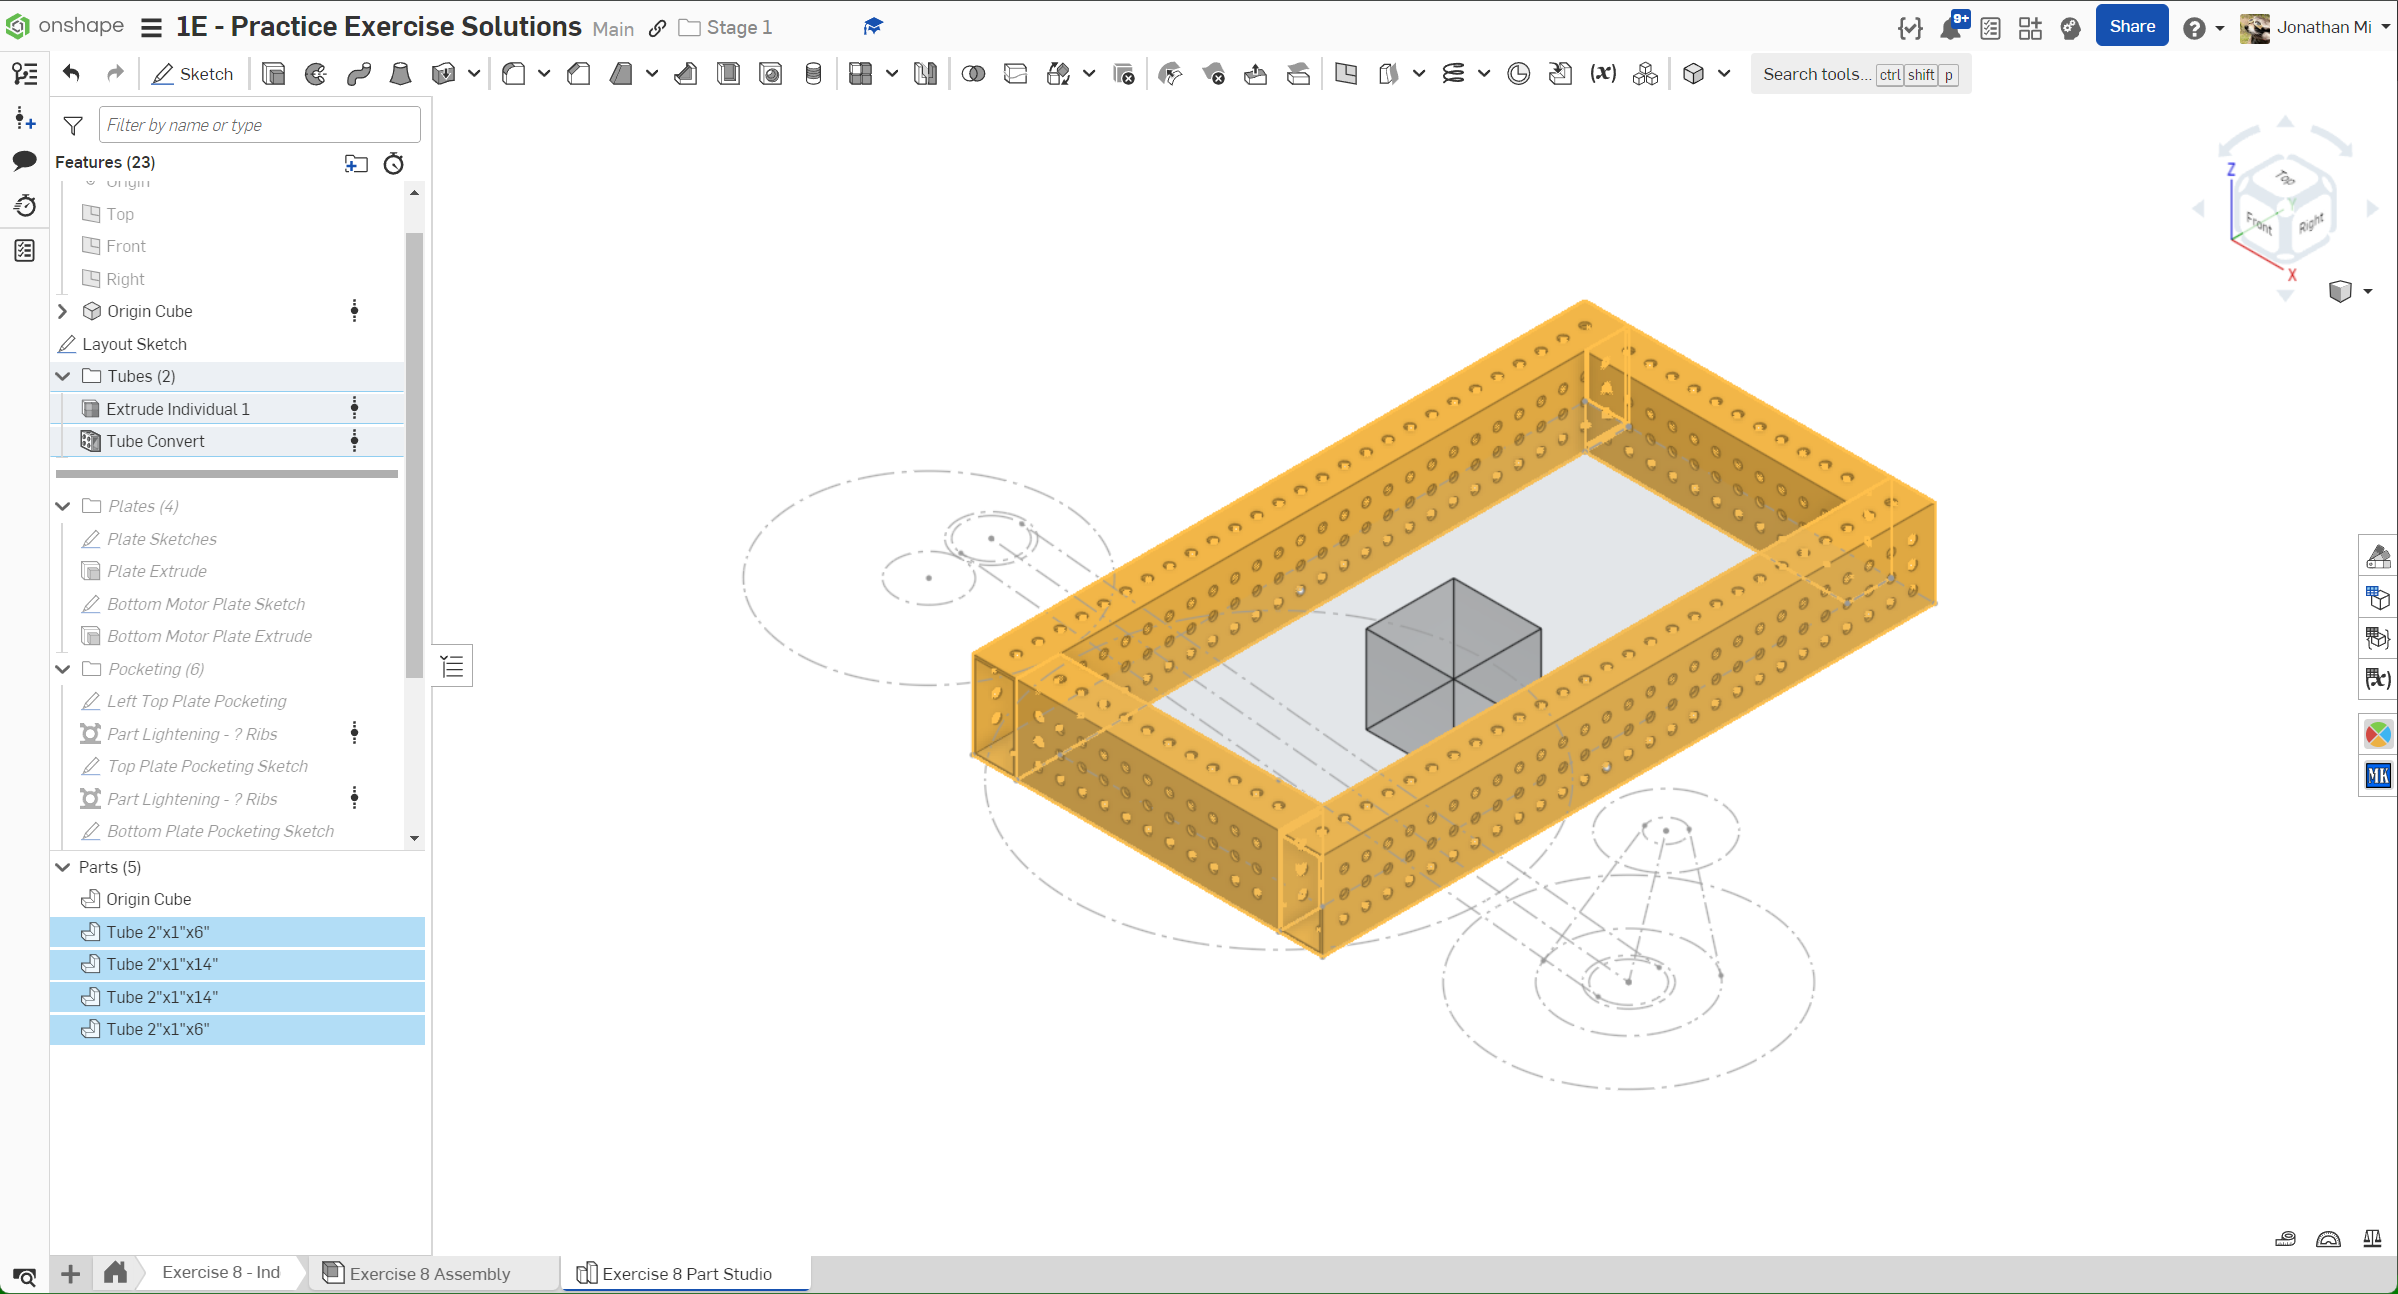 onshape
1E - Practice Exercise Solutions Main Stage 1
9+
Share
Jonathan Mi
Sketch
Search tools... ctrl shift p
Filter by name or type
Features (23)
Origin
Top
Front
Right
Origin Cube
Layout Sketch
Tubes (2)
Extrude Individual 1
Tube Convert
Plates (4)
Plate Sketches
Plate Extrude
Bottom Motor Plate Sketch
Bottom Motor Plate Extrude
Pocketing (6)
Left Top Plate Pocketing
Part Lightening - ? Ribs
Top Plate Pocketing Sketch
Part Lightening - ? Ribs
Bottom Plate Pocketing Sketch
Parts (5)
Origin Cube
Tube 2"x1"x6"
Tube 2"x1"x14"
Tube 2"x1"x14"
Tube 2"x1"x6"
Z
Top
Front
Right
X
(x)
MK
Exercise 8 - Ind
Exercise 8 Assembly
Exercise 8 Part Studio